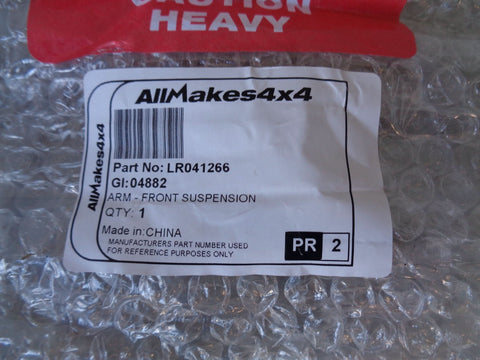 CAUTION
HEAVY
AllMakes4x4
AllMakes4x4
Part No: LR041266
GI:04882
ARM - FRONT SUSPENSION
QTY: 1
Made in: CHINA
MANUFACTURERS PART NUMBER USED
FOR REFERENCE PURPOSES ONLY
PR 2